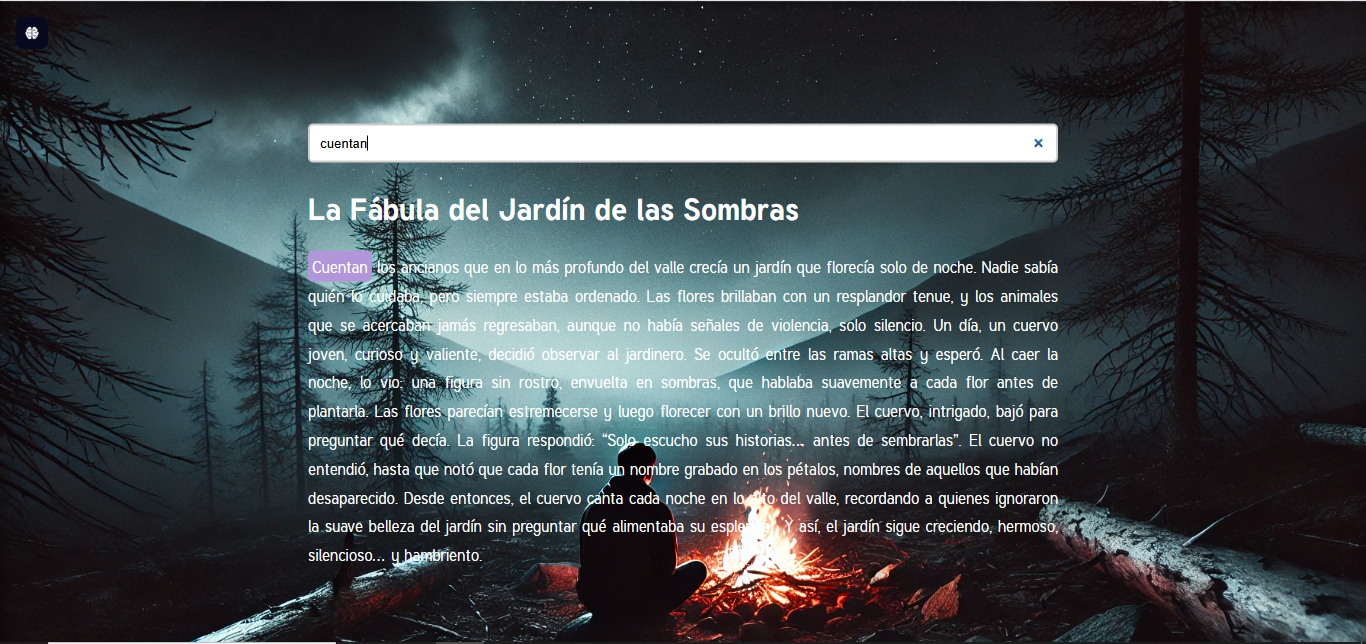 cuentan
La Fábula del Jardín de las Sombras
Cuentan los ancianos que en lo más profundo del valle crecía un jardín que florecía solo de noche. Nadie sabía
quién lo cuidaba, pero siempre estaba ordenado. Las flores brillaban con un resplandor tenue, y los animales
que se acercaban jamás regresaban, aunque no había señales de violencia, solo silencio. Un día, un cuervo
joven, curioso y valiente, decidió observar al jardinero. Se ocultó entre las ramas altas y esperó. Al caer la
noche, lo vio: una figura sin rostro, envuelta en sombras, que hablaba suavemente a cada flor antes de
plantarla. Las flores parecían estremecerse y luego florecer con un brillo nuevo. El cuervo, intrigado, bajó para
preguntar qué decía. La figura respondió: “Solo escucho sus historias... antes de sembrarlas”. El cuervo no
entendió, hasta que notó que cada flor tenía un nombre grabado en los pétalos, nombres de aquellos que habían
desaparecido. Desde entonces, el cuervo canta cada noche en lo alto del valle, recordando a quienes ignoraron
la suave belleza del jardín sin preguntar qué alimentaba su esplendor. Y así, el jardín sigue creciendo, hermoso,
silencioso... y hambriento.